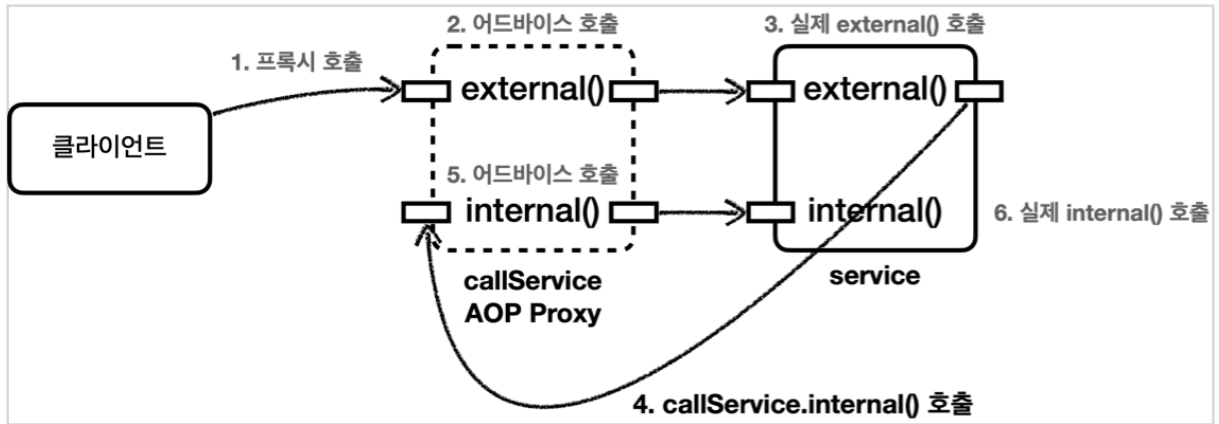 2. 어드바이스 호출
3. 실제 external() 호출
1. 프록시 호출
external()
external()
클라이언트
5. 어드바이스 호출
internal()
internal()
6. 실제 internal() 호출
callService
AOP Proxy
service
4. callService.internal() 호출